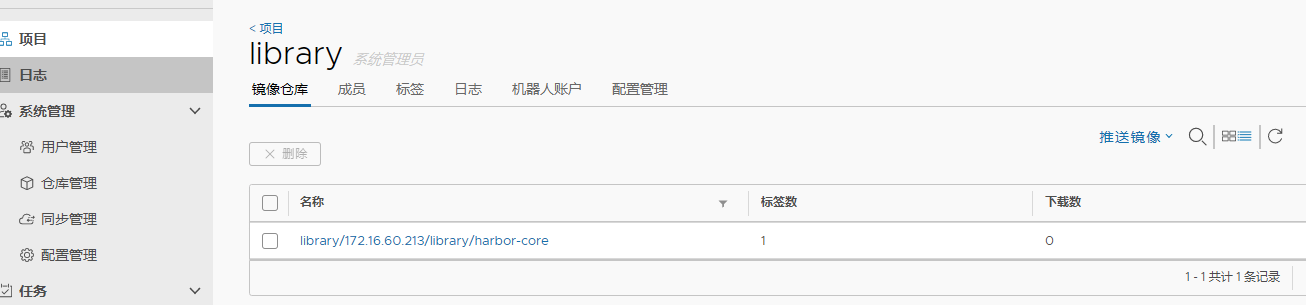 < 项目
library 系统管理员
镜像仓库 成员 标签 日志 机器人账户 配置管理
项目
日志
系统管理
用户管理
仓库管理
同步管理
配置管理
任务
推送镜像
删除
名称 标签数 下载数
library/172.16.60.213/library/harbor-core 1 0
1 - 1 共计 1 条记录